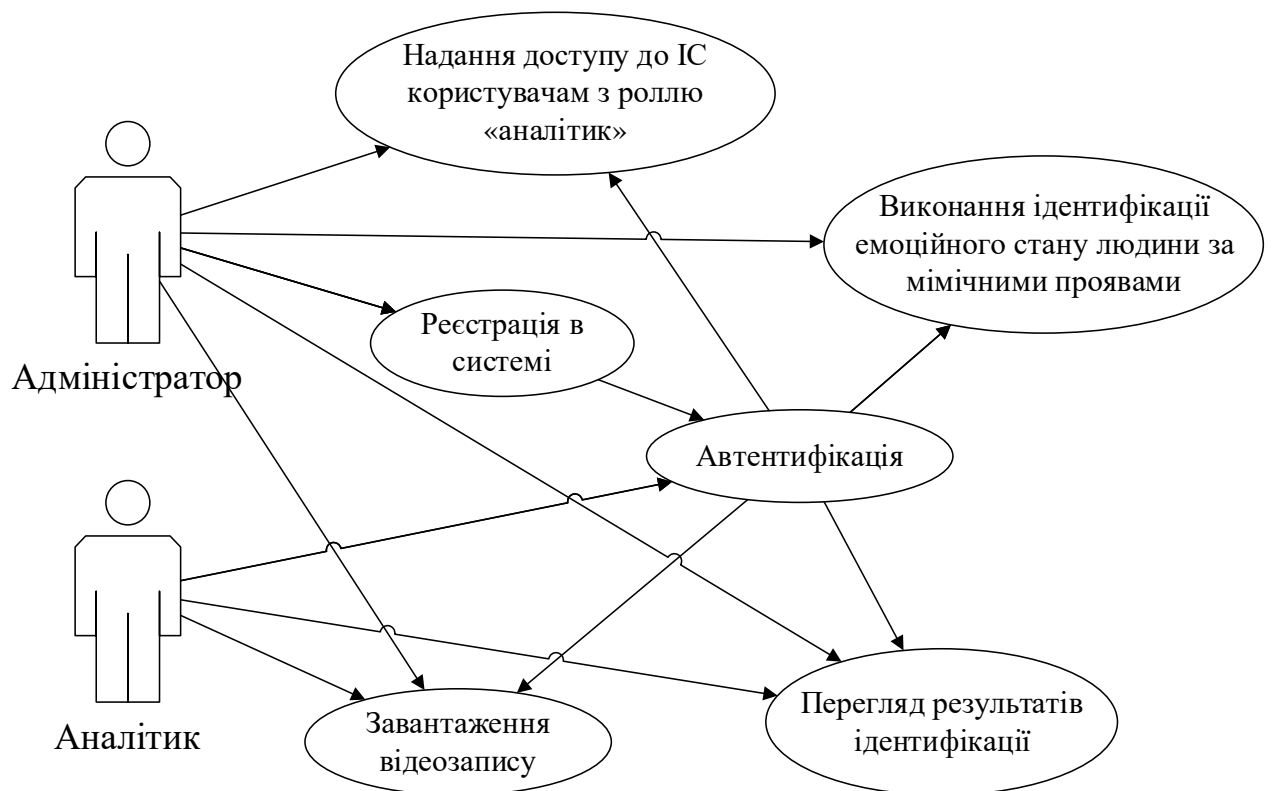 Надання доступу до ІС
користувачам з роллю
«аналітик»
Виконання ідентифікації
емоційного стану людини за
мімічними проявами
Реєстрація в
системі
Адміністратор
Автентифікація
Аналітик
Завантаження
відеозапису
Перегляд результатів
ідентифікації